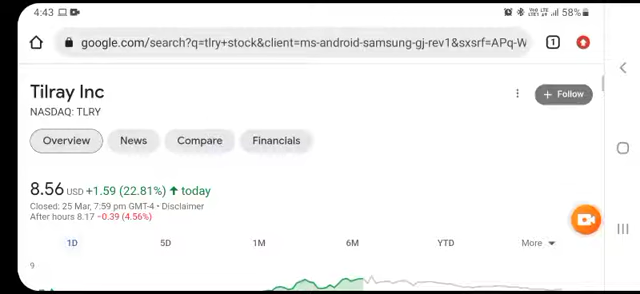 4:43 58%
google.com/search?q=tlry+stock&client=ms-android-samsung-gj-rev1&sxsrf=APq-W 1
Tilray Inc
+ Follow
NASDAQ: TLRY
Overview News Compare Financials
8.56 USD +1.59 (22.81%) ↑ today
Closed: 25 Mar, 7:59 pm GMT-4 • Disclaimer
After hours 8.17 −0.39 (4.56%)
1D 5D 1M 6M YTD More
9